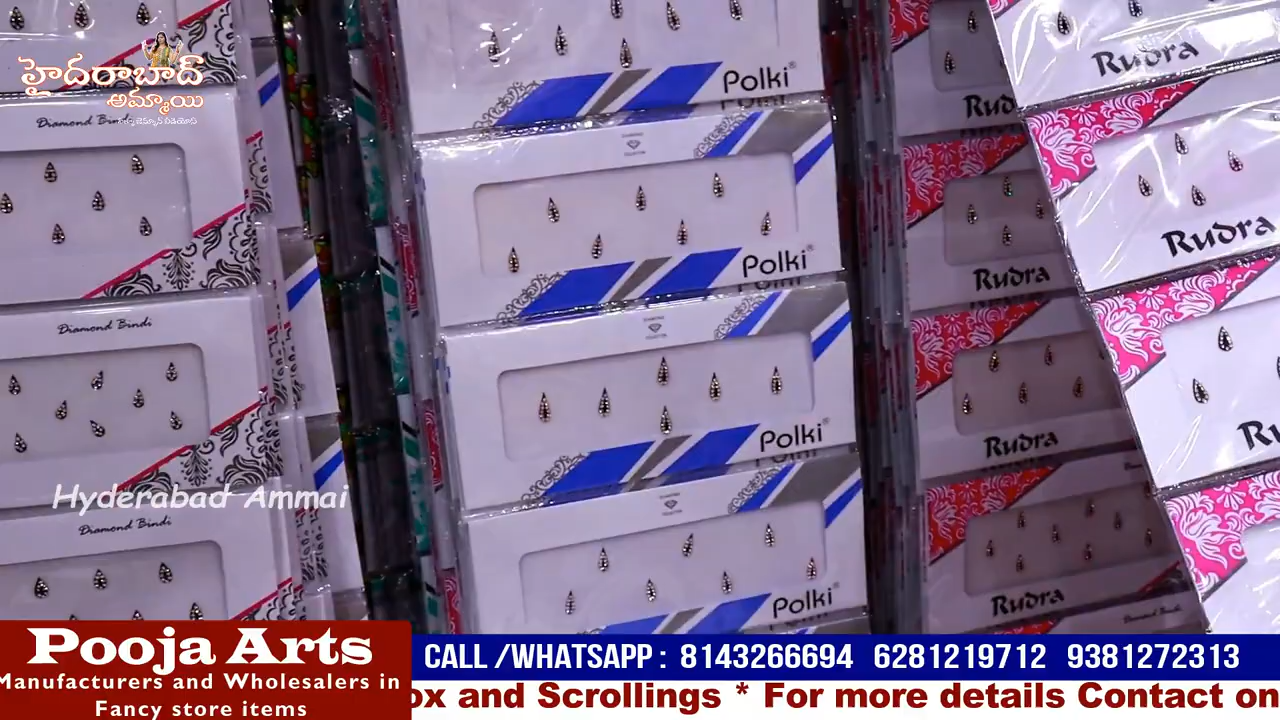 హైదరాబాద్
అమ్మాయి
Diamond Bindi
Polki
Polki
Rudra
Rudra
Rudra
Rudra
Diamond Bindi
Polki
Rudra
Polki
Hyderabad Ammai
Diamond Bindi
Rudra
Polki
Pooja Arts
Manufacturers and Wholesalers in
Fancy store items
CALL /WHATSAPP : 8143266694 6281219712 9381272313
ox and Scrollings * For more details Contact on